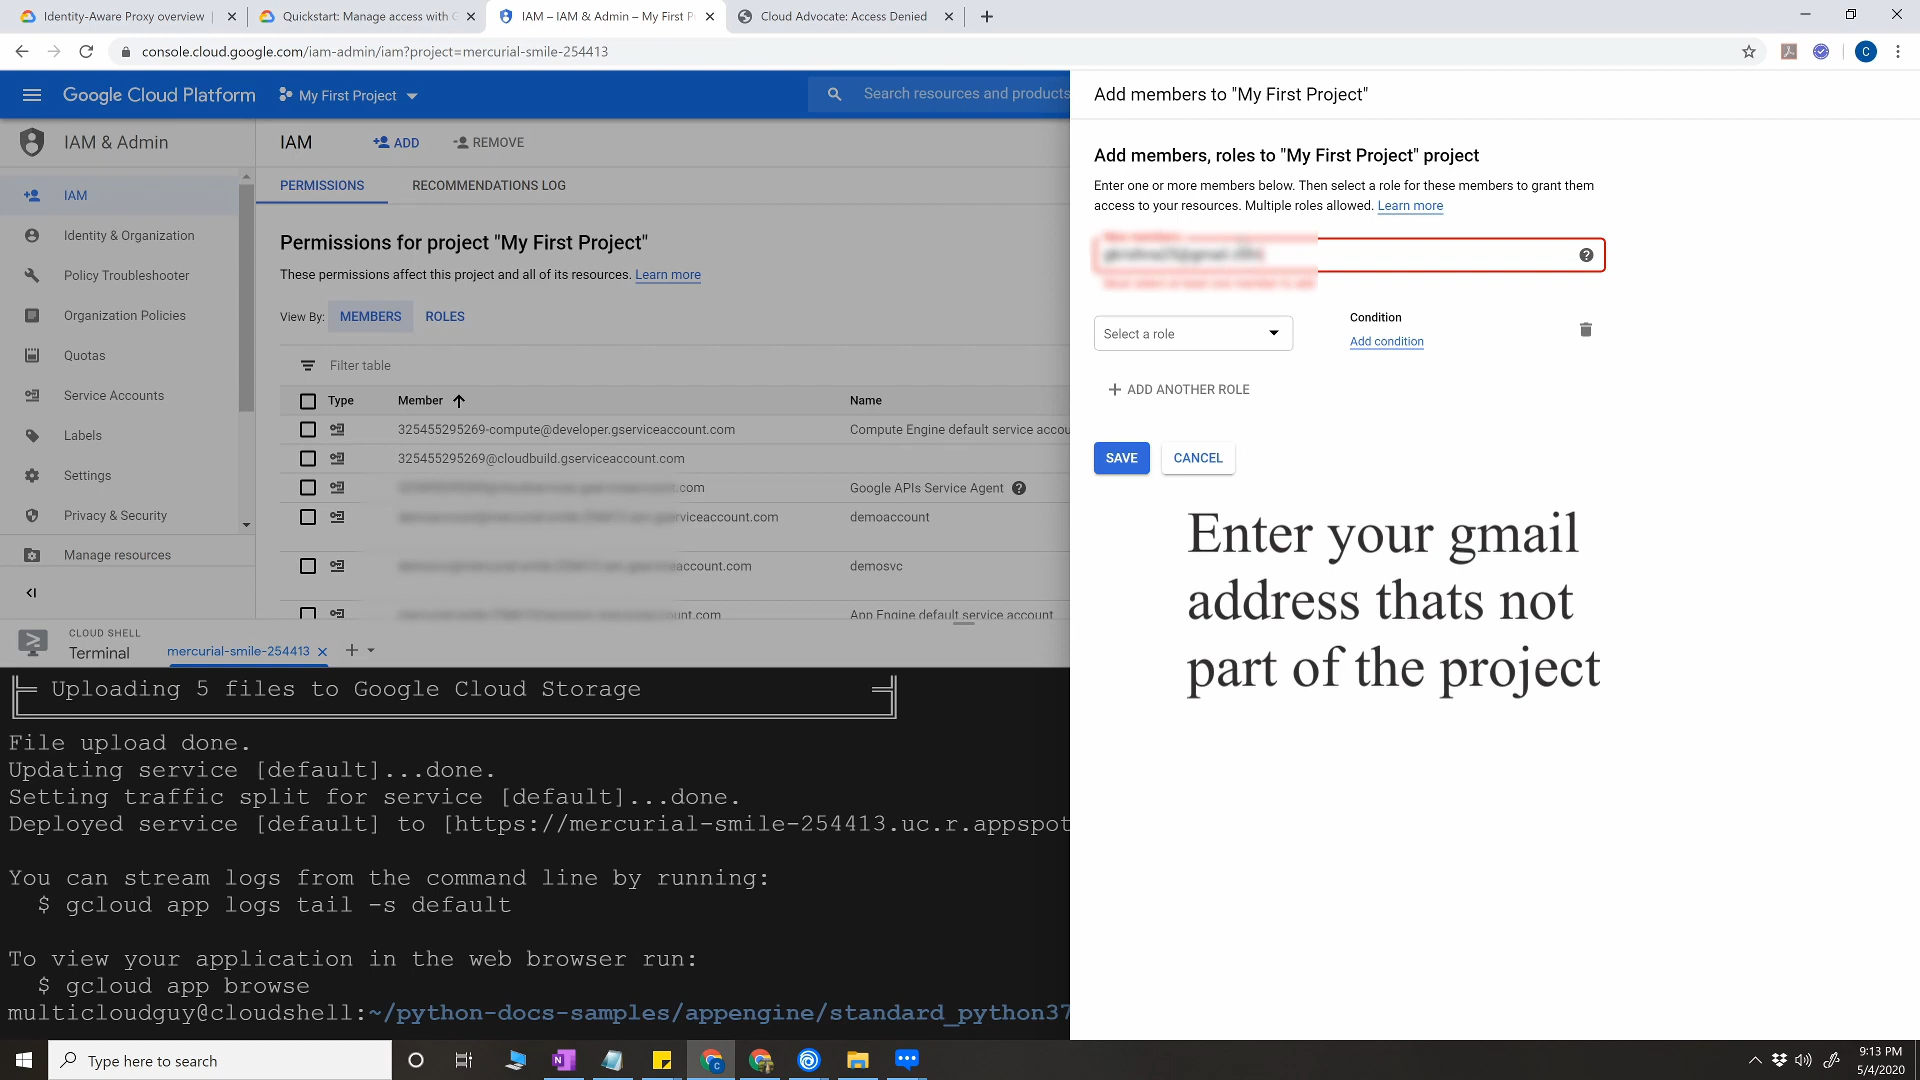 Identity-Aware Proxy overview
Quickstart: Manage access with
IAM – IAM & Admin – My First P
Cloud Advocate: Access Denied
console.cloud.google.com/iam-admin/iam?project=mercurial-smile-254413
C
Google Cloud Platform
My First Project
Search resources and products
IAM & Admin
IAM
Identity & Organization
Policy Troubleshooter
Organization Policies
Quotas
Service Accounts
Labels
Settings
Privacy & Security
Manage resources
IAM
ADD
REMOVE
PERMISSIONS
RECOMMENDATIONS LOG
Permissions for project "My First Project"
These permissions affect this project and all of its resources. Learn more
View By: MEMBERS ROLES
Filter table
Type Member Name
325455295269-compute@developer.gserviceaccount.com Compute Engine default service accou
325455295269@cloudbuild.gserviceaccount.com
.com Google APIs Service Agent
rviceaccount.com demoaccount
eaccount.com demosvc
ount.com App Engine default service account
Add members to "My First Project"
Add members, roles to "My First Project" project
Enter one or more members below. Then select a role for these members to grant them
access to your resources. Multiple roles allowed. Learn more
Select a role
Condition
Add condition
ADD ANOTHER ROLE
SAVE
CANCEL
Enter your gmail
address thats not
part of the project
CLOUD SHELL
Terminal
mercurial-smile-254413
Uploading 5 files to Google Cloud Storage
File upload done.
Updating service [default]...done.
Setting traffic split for service [default]...done.
Deployed service [default] to [https://mercurial-smile-254413.uc.r.appspot
You can stream logs from the command line by running:
$ gcloud app logs tail -s default
To view your application in the web browser run:
$ gcloud app browse
multicloudguy@cloudshell:~/python-docs-samples/appengine/standard_python37
Type here to search
9:13 PM
5/4/2020